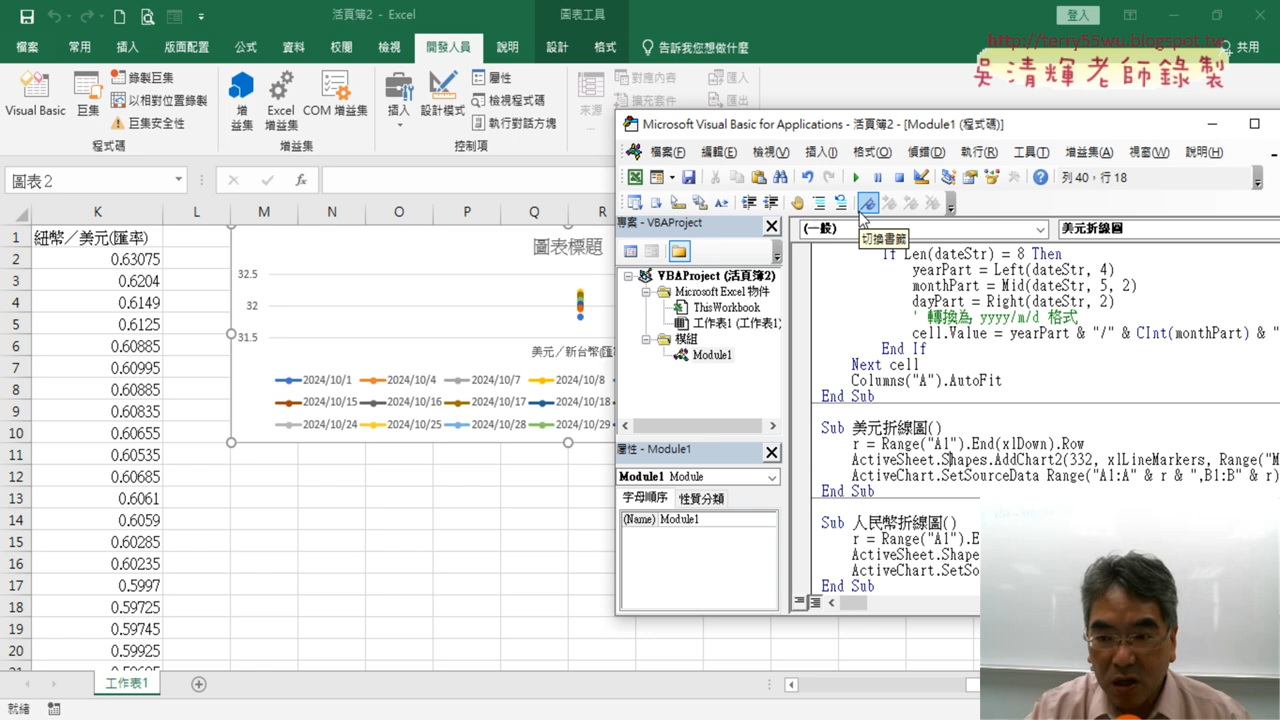 活頁簿2 - Excel
圖表工具
登入
檔案 常用 插入 版面配置 公式 資料 校閱 檢視 開發人員 說明 設計 格式 告訴我您想做什麼 共用
http://terry55wu.blogspot.tw
吳清輝老師錄製
Visual Basic 巨集 錄製巨集 以相對位置錄製 巨集安全性
程式碼
增益集 Excel 增益集 COM 增益集
增益集
插入 設計模式 屬性 檢視程式碼 執行對話方塊
控制項
來源 對應內容 擴充套件 匯入 匯出
圖表2
fx
K L M N O P Q R
1 紐幣／美元(匯率)
2 0.63075
3 0.6204
4 0.6149
5 0.6125
6 0.60885
7 0.60995
8 0.60885
9 0.60835
10 0.60655
11 0.60535
12 0.60685
13 0.6061
14 0.6059
15 0.60285
16 0.60235
17 0.5997
18 0.59725
19 0.59745
20 0.59925
圖表標題
32.5
32
31.5
美元／新台幣(匯
2024/10/1 2024/10/4 2024/10/7 2024/10/8
2024/10/15 2024/10/16 2024/10/17 2024/10/18
2024/10/24 2024/10/25 2024/10/28 2024/10/29
工作表1
就緒
Microsoft Visual Basic for Applications - 活頁簿2 - [Module1 (程式碼)]
檔案(F) 編輯(E) 檢視(V) 插入(I) 格式(O) 偵錯(D) 執行(R) 工具(T) 增益集(A) 視窗(W) 說明(H)
列 40，行 18
切換書籤
專案 - VBAProject
VBAProject (活頁簿2)
Microsoft Excel 物件
ThisWorkbook
工作表1 (工作表1)
模組
Module1
屬性 - Module1
Module1 Module
字母順序 性質分類
(Name) Module1
(一般) 美元折線圖
If Len(dateStr) = 8 Then
yearPart = Left(dateStr, 4)
monthPart = Mid(dateStr, 5, 2)
dayPart = Right(dateStr, 2)
' 轉換為 yyyy/m/d 格式
cell.Value = yearPart & "/" & CInt(monthPart) & "
End If
Next cell
Columns("A").AutoFit
End Sub
Sub 美元折線圖()
r = Range("A1").End(xlDown).Row
ActiveSheet.Shapes.AddChart2(332, xlLineMarkers, Range("M
ActiveChart.SetSourceData Range("A1:A" & r & ",B1:B" & r)
End Sub
Sub 人民幣折線圖()
r = Range("A1").E
ActiveSheet.Shape
ActiveChart.SetSo
End Sub